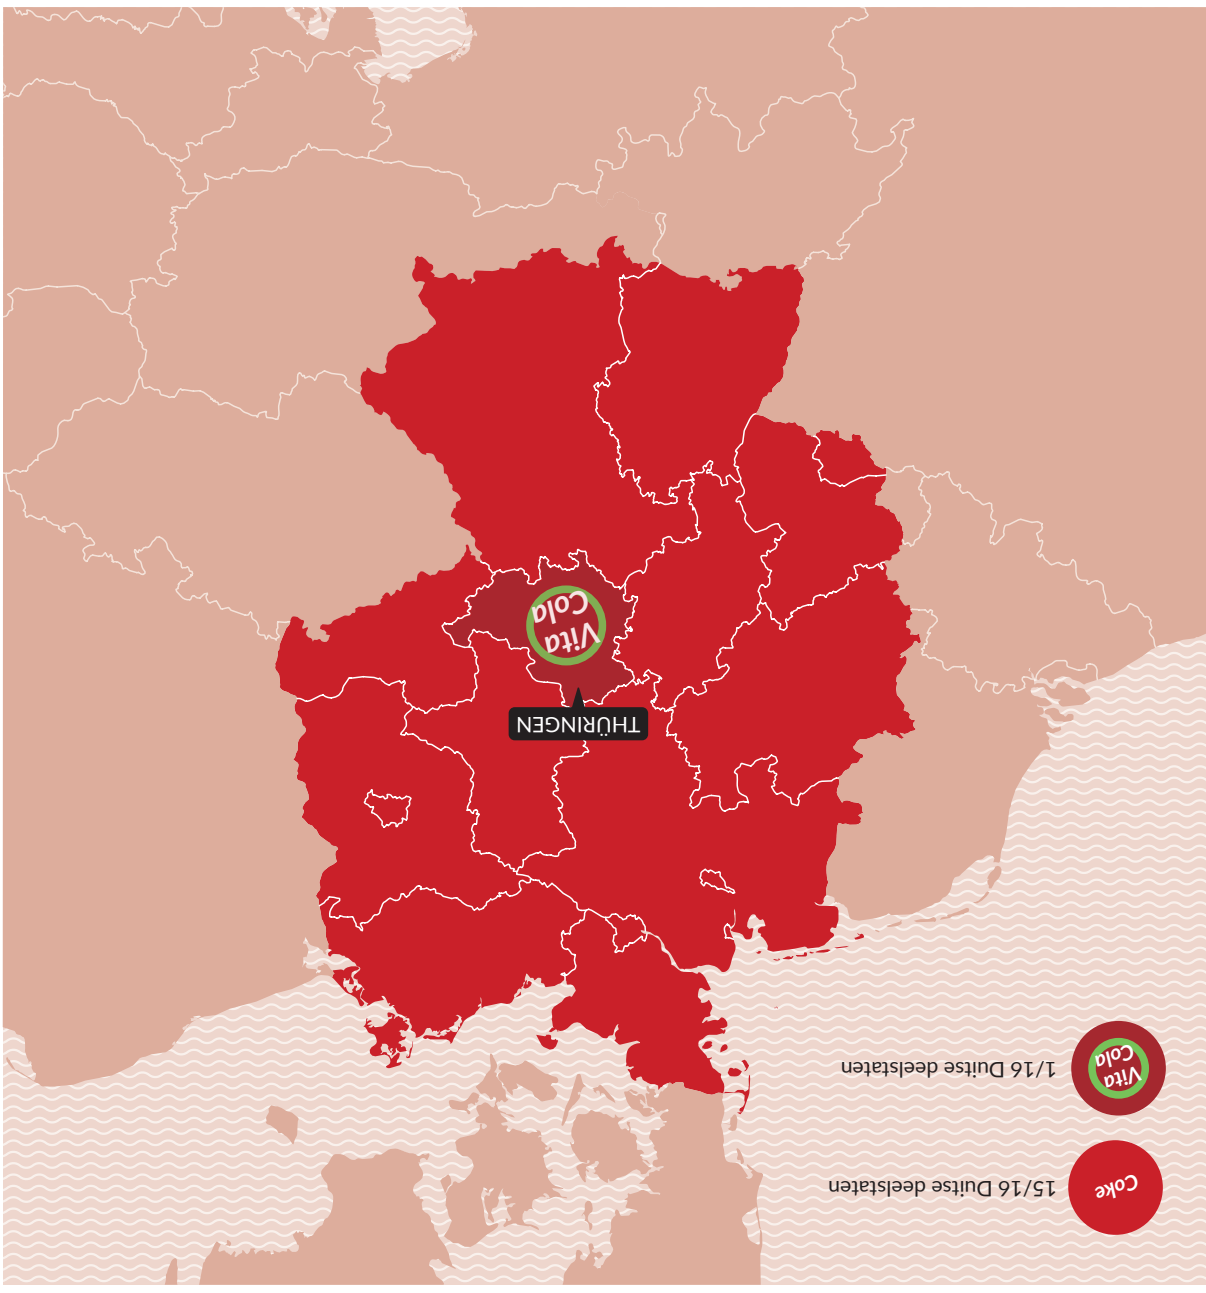 Coke
15/16 Duitse deelstaten
Vita
Cola
1/16 Duitse deelstaten
THÜRINGEN
Vita
Cola